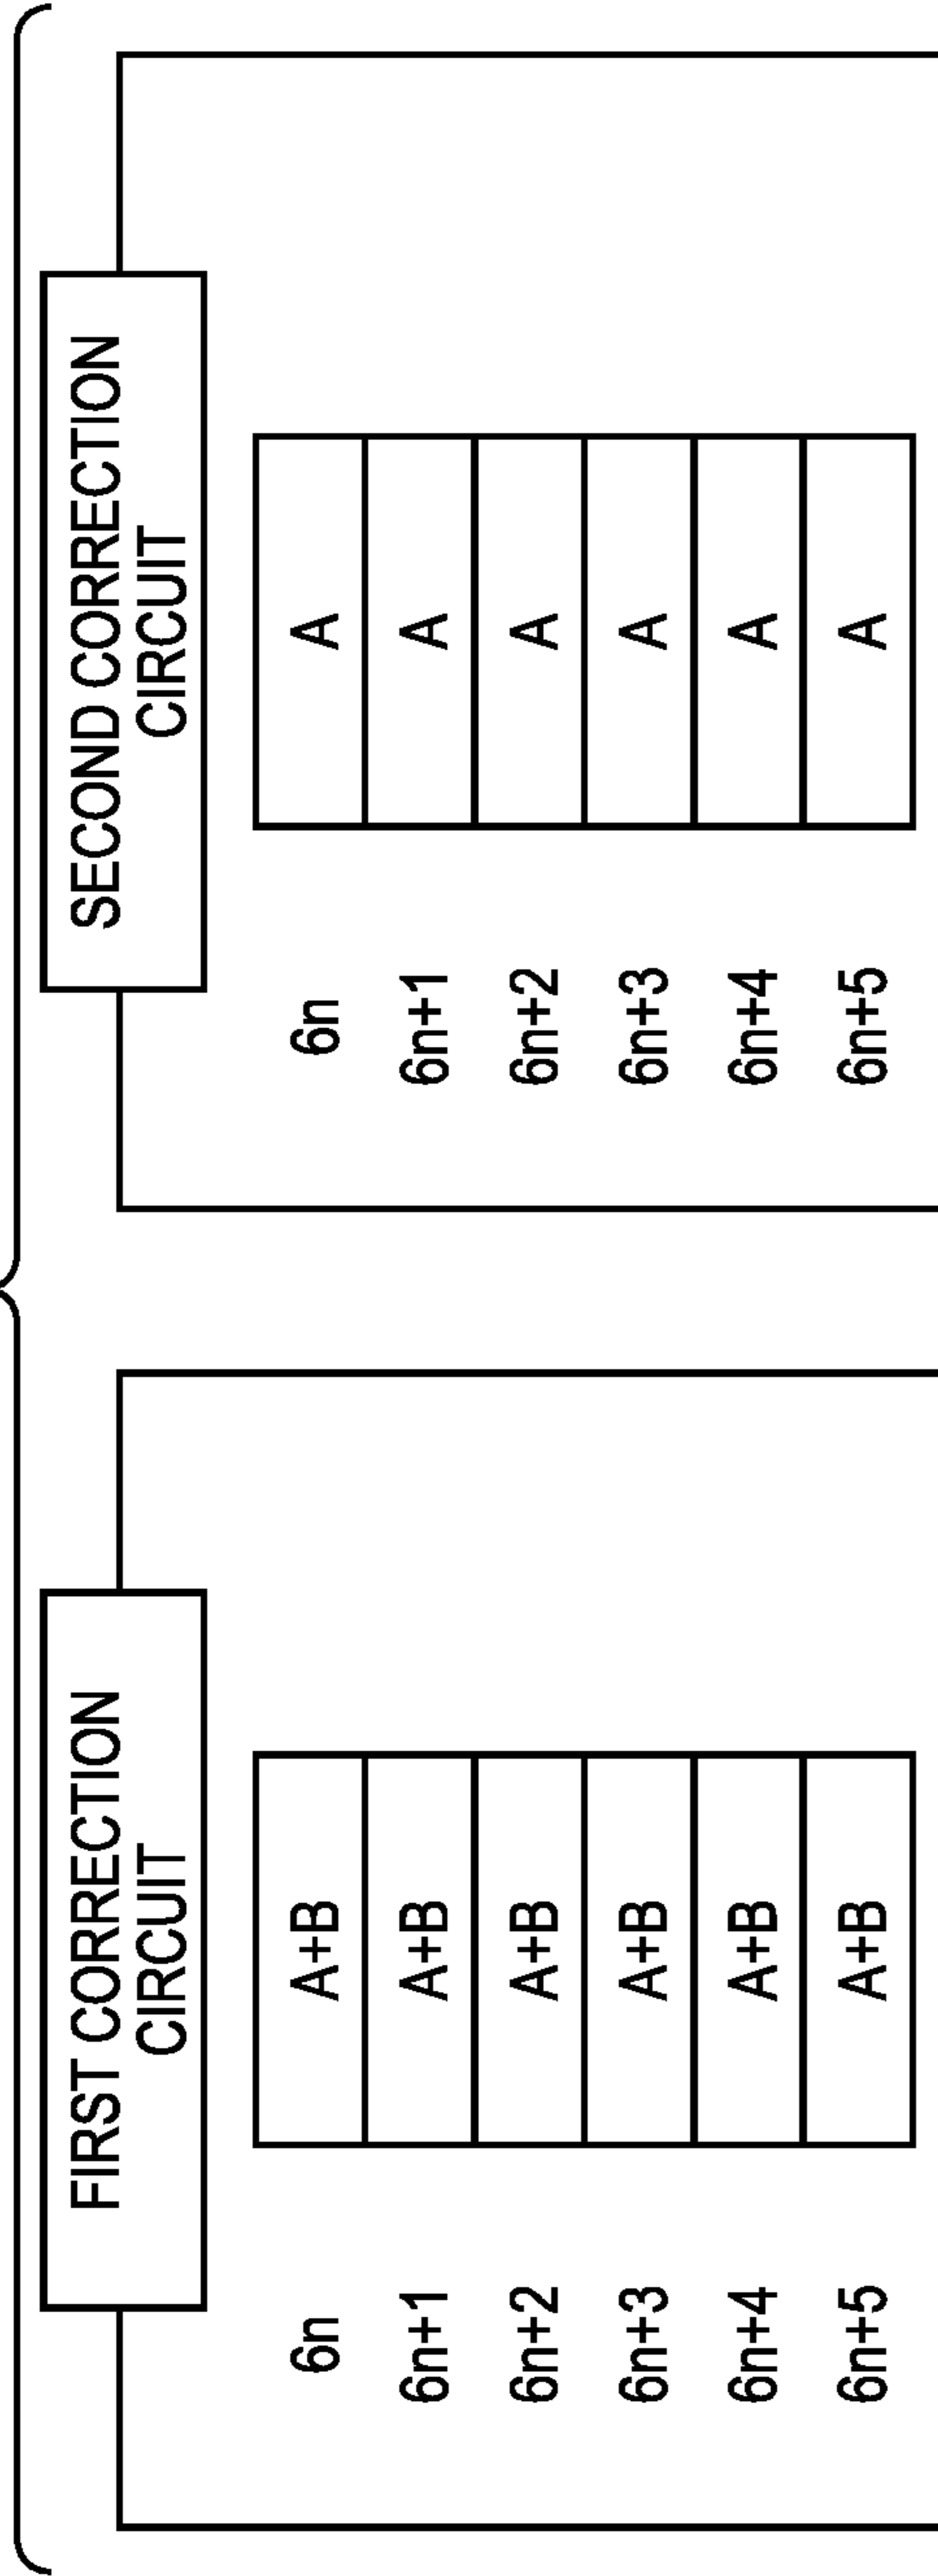 FIRST CORRECTION
CIRCUIT
6n A+B
6n+1 A+B
6n+2 A+B
6n+3 A+B
6n+4 A+B
6n+5 A+B
SECOND CORRECTION
CIRCUIT
6n A
6n+1 A
6n+2 A
6n+3 A
6n+4 A
6n+5 A